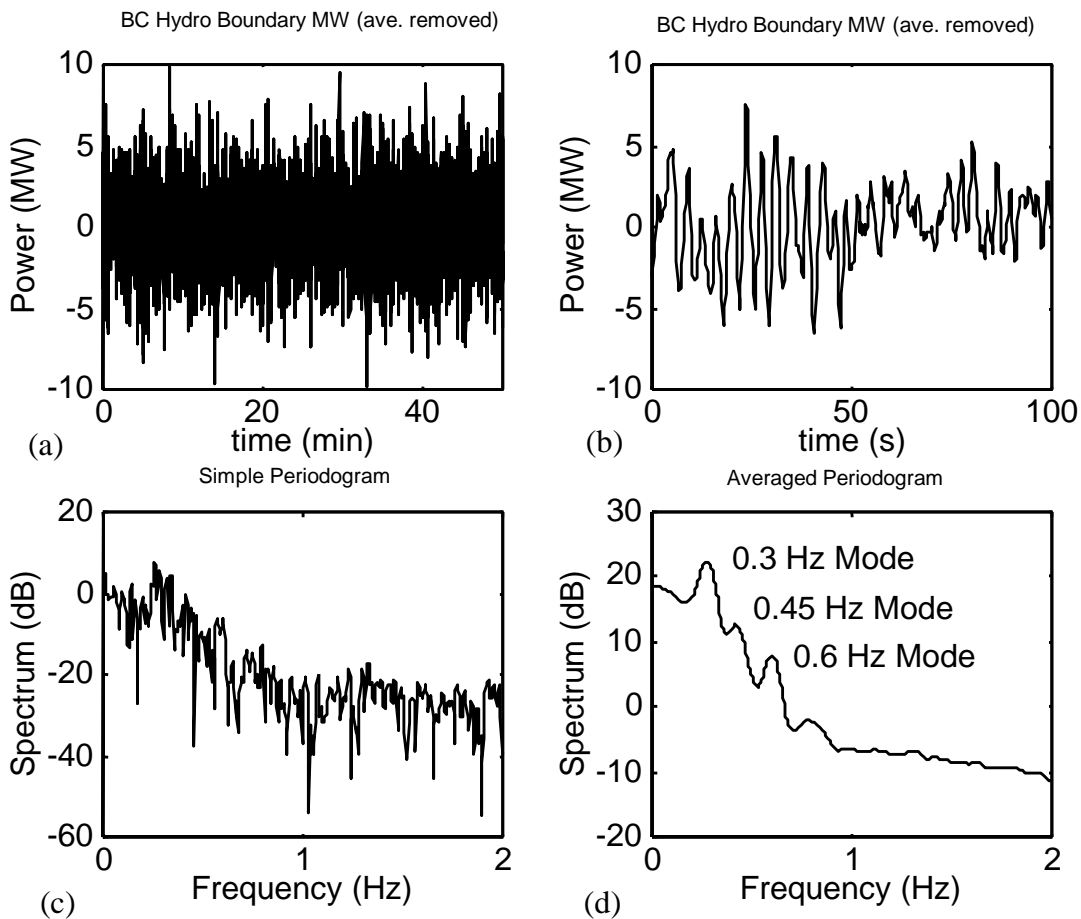 BC Hydro Boundary MW (ave. removed)
10
5
0
-5
-10
Power (MW)
0
20
40
time (min)
(a)
BC Hydro Boundary MW (ave. removed)
10
5
0
-5
-10
Power (MW)
0
50
100
time (s)
(b)
Simple Periodogram
20
0
-20
-40
-60
Spectrum (dB)
0
1
2
Frequency (Hz)
(c)
Averaged Periodogram
30
20
10
0
-10
-20
Spectrum (dB)
0.3 Hz Mode
0.45 Hz Mode
0.6 Hz Mode
0
1
2
Frequency (Hz)
(d)